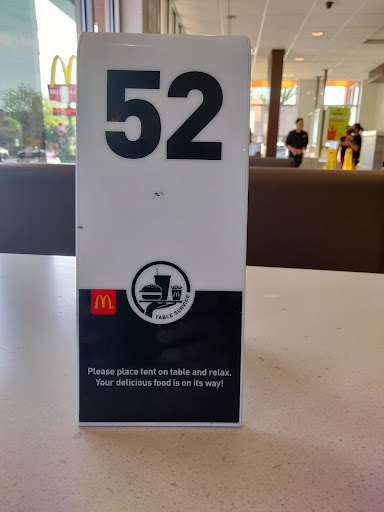 52
TABLE SERVICE
Please place tent on table and relax.
Your delicious food is on its way!